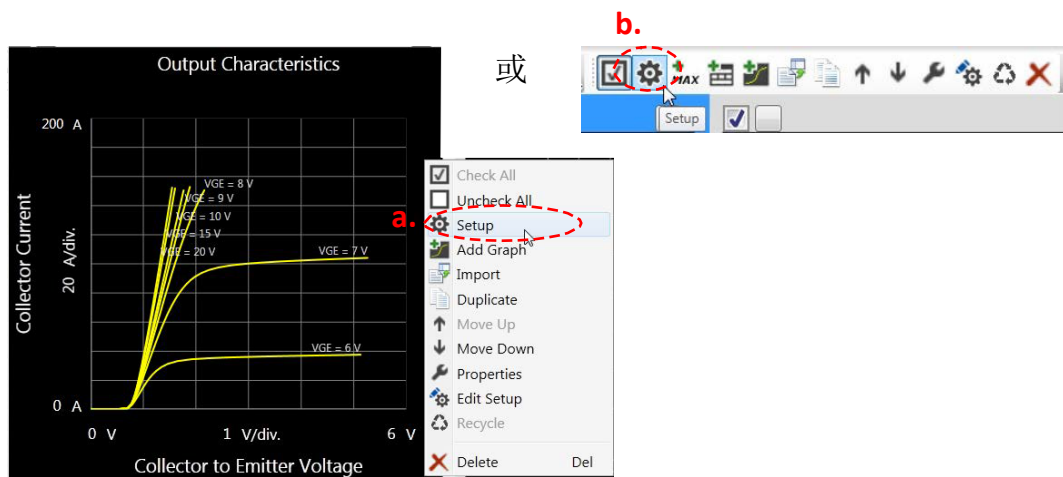 b.
Output Characteristics
或
MAX
Setup
200 A
VGE = 8 V
VGE = 9 V
VGE = 10 V
VGE = 15 V
VGE = 20 V
VGE = 7 V
VGE = 6 V
Collector Current
20 A/div.
0 A
0 V
1 V/div.
6 V
Collector to Emitter Voltage
a.
Check All
Uncheck All
Setup
Add Graph
Import
Duplicate
Move Up
Move Down
Properties
Edit Setup
Recycle
Delete Del